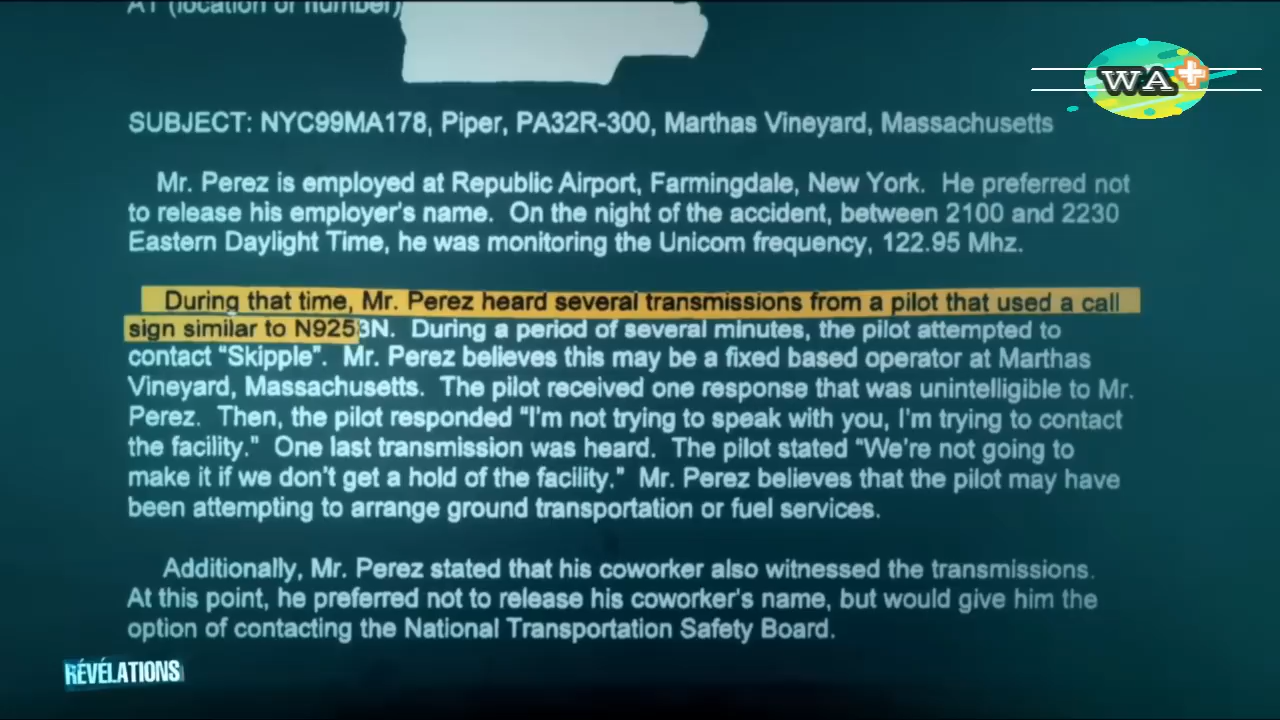 AT (location or number)
WA+
SUBJECT: NYC99MA178, Piper, PA32R-300, Marthas Vineyard, Massachusetts
Mr. Perez is employed at Republic Airport, Farmingdale, New York. He preferred not
to release his employer's name. On the night of the accident, between 2100 and 2230
Eastern Daylight Time, he was monitoring the Unicom frequency, 122.95 Mhz.
During that time, Mr. Perez heard several transmissions from a pilot that used a call
sign similar to N9253N. During a period of several minutes, the pilot attempted to
contact “Skipple”. Mr. Perez believes this may be a fixed based operator at Marthas
Vineyard, Massachusetts. The pilot received one response that was unintelligible to Mr.
Perez. Then, the pilot responded “I’m not trying to speak with you, I’m trying to contact
the facility.” One last transmission was heard. The pilot stated “We’re not going to
make it if we don’t get a hold of the facility.” Mr. Perez believes that the pilot may have
been attempting to arrange ground transportation or fuel services.
Additionally, Mr. Perez stated that his coworker also witnessed the transmissions.
At this point, he preferred not to release his coworker's name, but would give him the
option of contacting the National Transportation Safety Board.
RÉVÉLATIONS